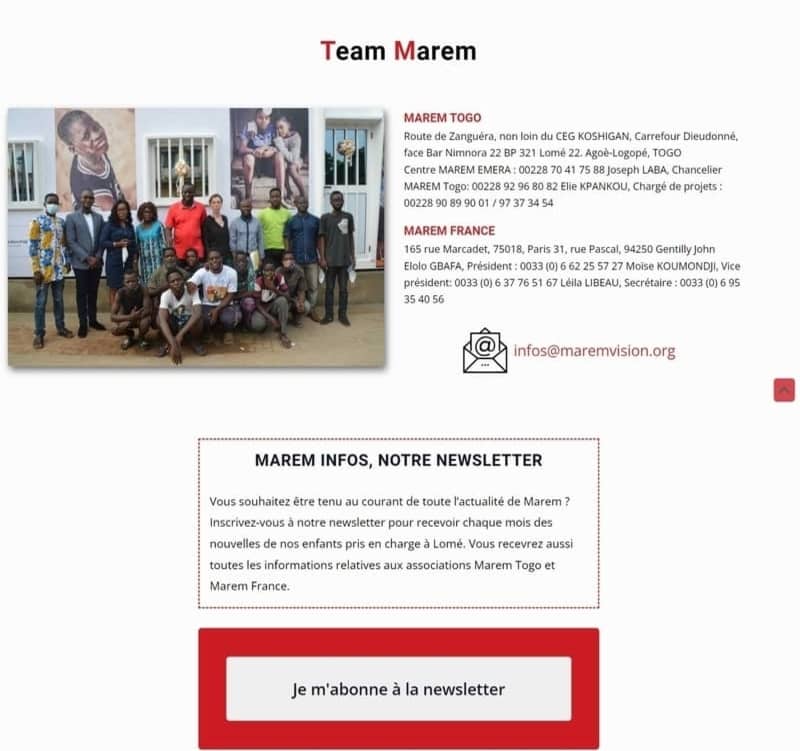 Team Marem
MAREM TOGO
Route de Zanguéra, non loin du CEG KOSHIGAN, Carrefour Dieudonné,
face Bar Nimnora 22 BP 321 Lomé 22. Agoè-Logopé, TOGO
Centre MAREM EMERA : 00228 70 41 75 88 Joseph LABA, Chancelier
MAREM Togo: 00228 92 96 80 82 Elie KPANKOU, Chargé de projets :
00228 90 89 90 01 / 97 37 34 54
MAREM FRANCE
165 rue Marcadet, 75018, Paris 31, rue Pascal, 94250 Gentilly John
Elolo GBAFA, Président : 0033 (0) 6 62 25 57 27 Moïse KOUMONDJI, Vice
président: 0033 (0) 6 37 76 51 67 Léila LIBEAU, Secrétaire : 0033 (0) 6 95
35 40 56
infos@maremvision.org
MAREM INFOS, NOTRE NEWSLETTER
Vous souhaitez être tenu au courant de toute l'actualité de Marem ?
Inscrivez-vous à notre newsletter pour recevoir chaque mois des
nouvelles de nos enfants pris en charge à Lomé. Vous recevrez aussi
toutes les informations relatives aux associations Marem Togo et
Marem France.
Je m'abonne à la newsletter